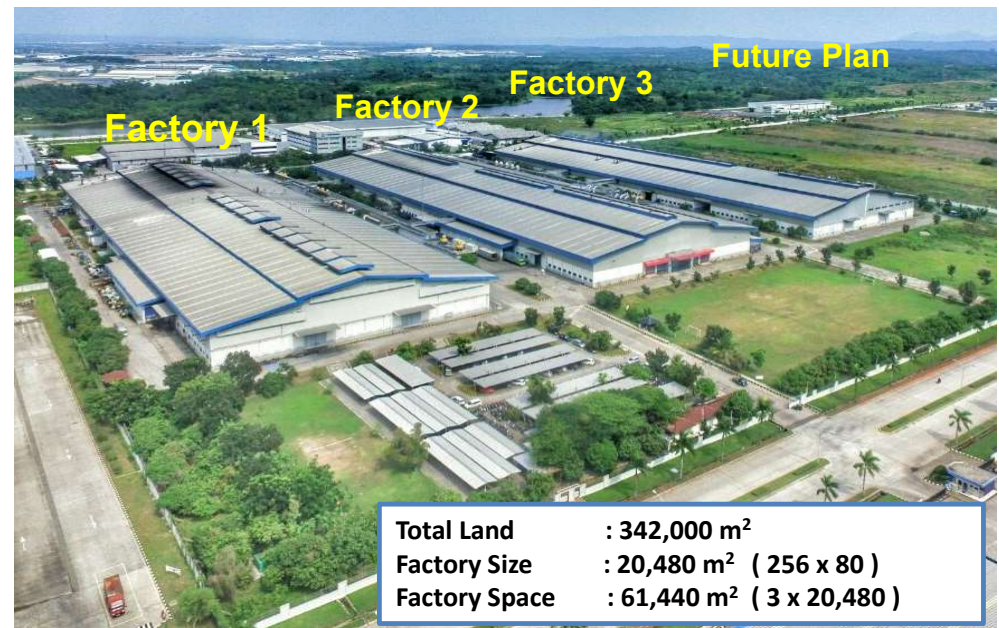 Future Plan
Factory 3
Factory 2
Factory 1
Total Land : 342,000 m²
Factory Size : 20,480 m² ( 256 x 80 )
Factory Space : 61,440 m² ( 3 x 20,480 )